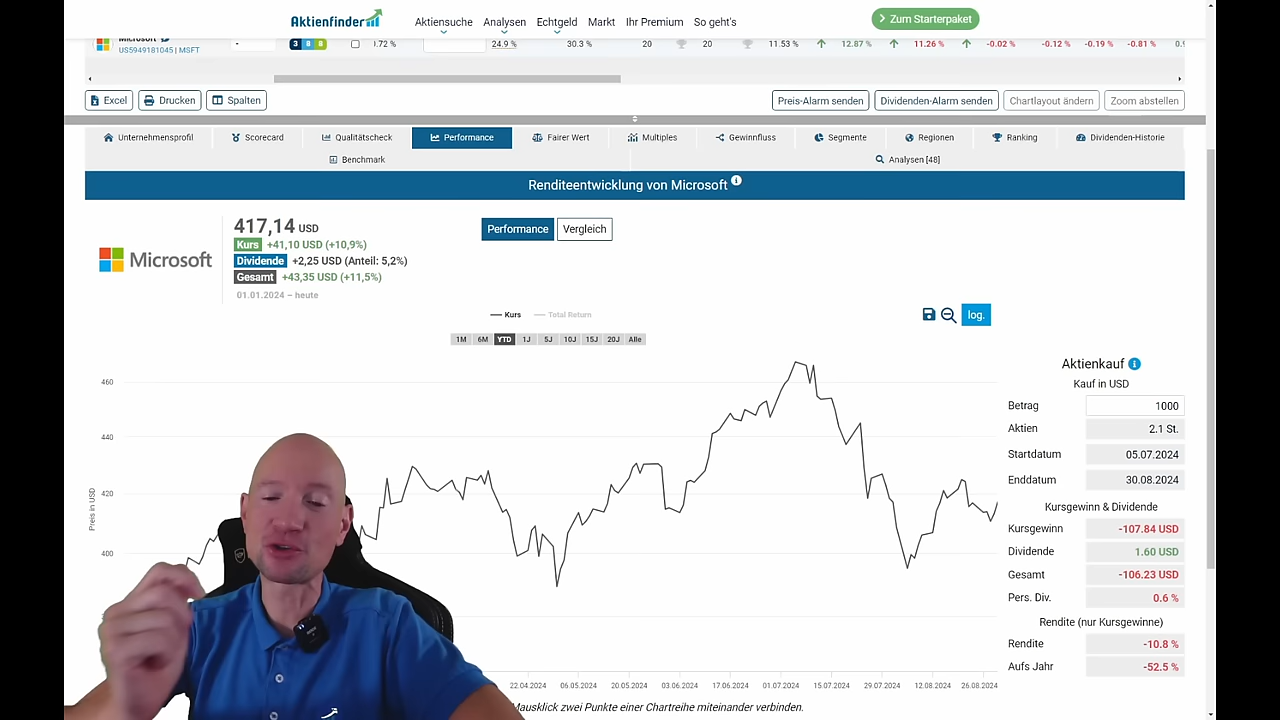 Aktienfinder
Aktiensuche Analysen Echtgeld Markt Ihr Premium So geht's
Zum Starterpaket
Microsoft
US5949181045 | MSFT
- 3 8 8 1.72 % 24.9 % 30.3 % 20 20 11.53 % 12.87 % 11.26 % -0.02 % -0.12 % -0.19 % -0.81 %
Excel Drucken Spalten Preis-Alarm senden Dividenden-Alarm senden Chartlayout ändern Zoom abstellen
Unternehmensprofil Scorecard Qualitätscheck Performance Fairer Wert Multiples Gewinnfluss Segmente Regionen Ranking Dividenden-Historie
Benchmark Analysen [48]
Renditeentwicklung von Microsoft
Microsoft
417,14 USD
Kurs +41,10 USD (+10,9%)
Dividende +2,25 USD (Anteil: 5,2%)
Gesamt +43,35 USD (+11,5%)
01.01.2024 – heute
Performance Vergleich
Kurs Total Return
log.
1M 6M YTD 1J 5J 10J 15J 20J Alle
Preis in USD
460
440
420
400
22.04.2024 06.05.2024 20.05.2024 03.06.2024 17.06.2024 01.07.2024 15.07.2024 29.07.2024 12.08.2024 26.08.2024
Mausklick zwei Punkte einer Chartreihe miteinander verbinden.
Aktienkauf
Kauf in USD
Betrag 1000
Aktien 2.1 St.
Startdatum 05.07.2024
Enddatum 30.08.2024
Kursgewinn & Dividende
Kursgewinn -107.84 USD
Dividende 1.60 USD
Gesamt -106.23 USD
Pers. Div. 0.6 %
Rendite (nur Kursgewinne)
Rendite -10.8 %
Aufs Jahr -52.5 %